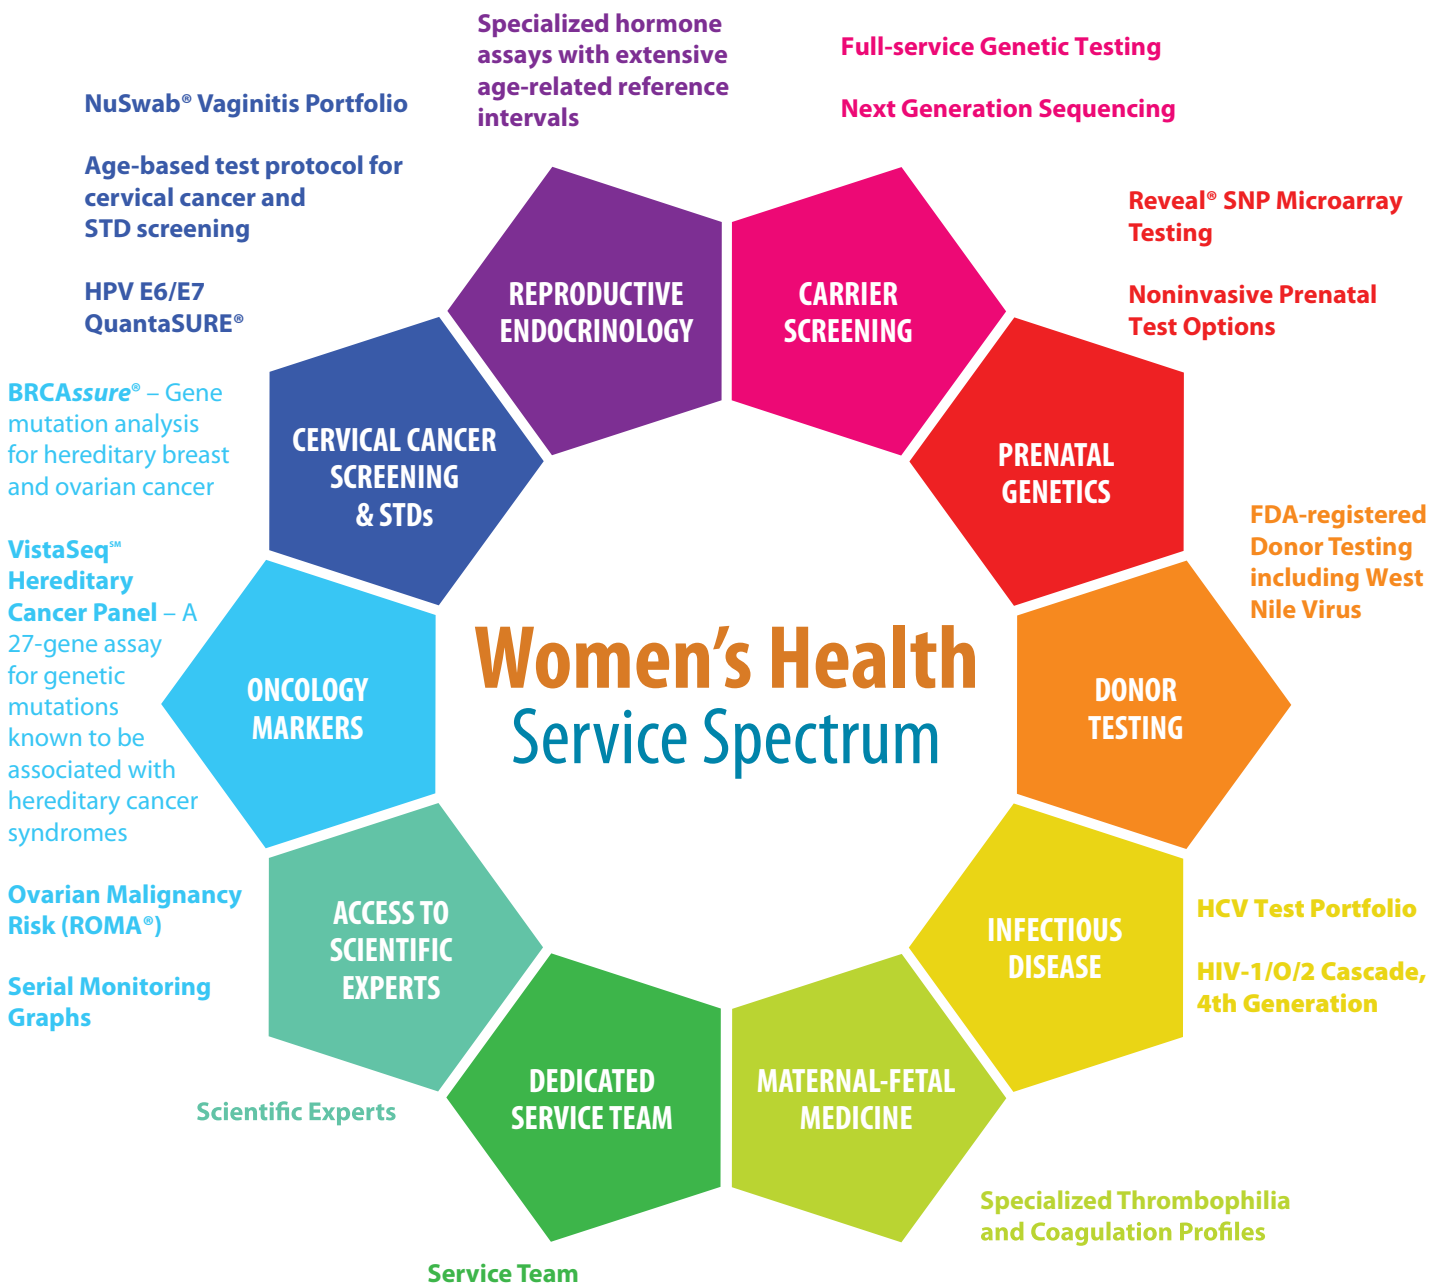 Specialized hormone
assays with extensive
age-related reference
intervals
Full-service Genetic Testing
Next Generation Sequencing
NuSwab® Vaginitis Portfolio
Age-based test protocol for
cervical cancer and
STD screening
HPV E6/E7
QuantaSURE®
Reveal® SNP Microarray
Testing
Noninvasive Prenatal
Test Options
REPRODUCTIVE
ENDOCRINOLOGY
CARRIER
SCREENING
BRCAssure® – Gene
mutation analysis
for hereditary breast
and ovarian cancer
VistaSeq℠
Hereditary
Cancer Panel – A
27-gene assay
for genetic
mutations
known to be
associated with
hereditary cancer
syndromes
Ovarian Malignancy
Risk (ROMA®)
Serial Monitoring
Graphs
CERVICAL CANCER
SCREENING
& STDs
PRENATAL
GENETICS
FDA-registered
Donor Testing
including West
Nile Virus
Women's Health
Service Spectrum
ONCOLOGY
MARKERS
DONOR
TESTING
ACCESS TO
SCIENTIFIC
EXPERTS
INFECTIOUS
DISEASE
HCV Test Portfolio
HIV-1/O/2 Cascade,
4th Generation
DEDICATED
SERVICE TEAM
MATERNAL-FETAL
MEDICINE
Scientific Experts
Specialized Thrombophilia
and Coagulation Profiles
Service Team